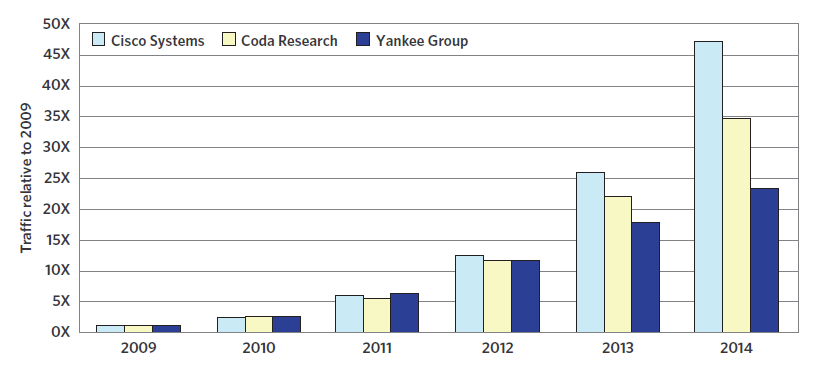 50X
Cisco Systems Coda Research Yankee Group
45X
40X
35X
30X
25X
20X
15X
10X
5X
0X
Traffic relative to 2009
2009 2010 2011 2012 2013 2014